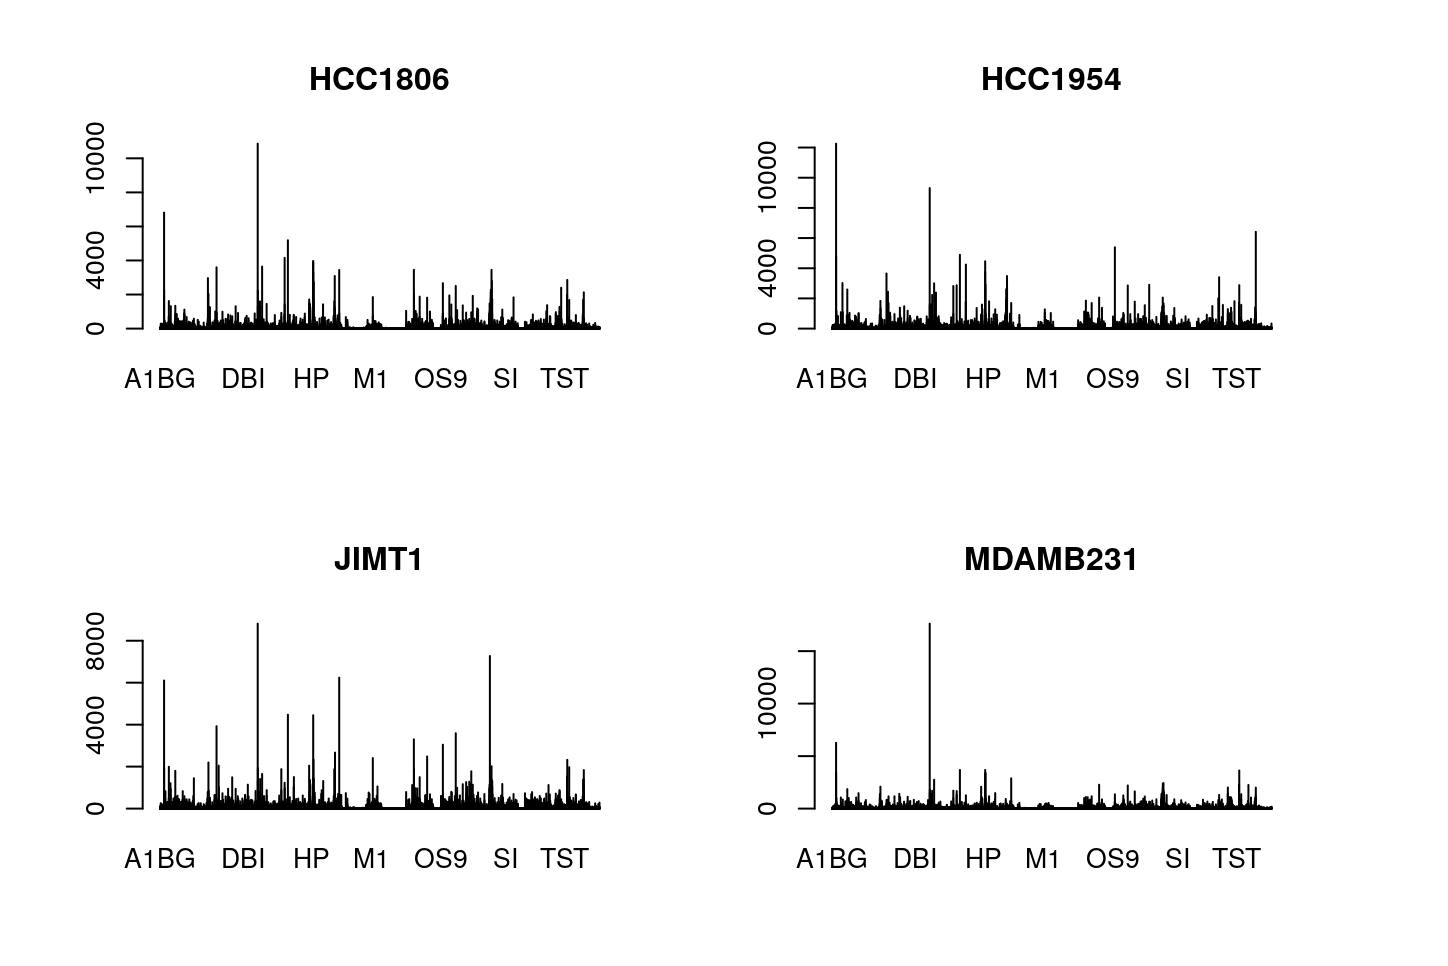 HCC1806
10000
4000
0
A1BG DBI HP M1 OS9 SI TST
HCC1954
10000
4000
0
A1BG DBI HP M1 OS9 SI TST
JIMT1
8000
4000
0
A1BG DBI HP M1 OS9 SI TST
MDAMB231
10000
0
A1BG DBI HP M1 OS9 SI TST